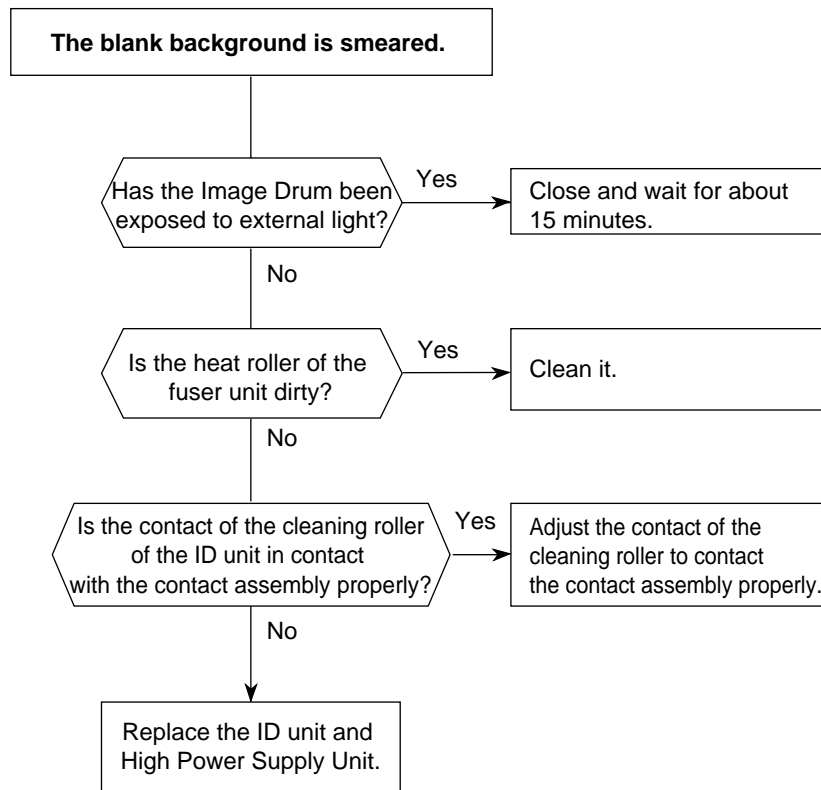 The blank background is smeared.
Has the Image Drum been
exposed to external light?
Yes
Close and wait for about
15 minutes.
No
Is the heat roller of the
fuser unit dirty?
Yes
Clean it.
No
Is the contact of the cleaning roller
of the ID unit in contact
with the contact assembly properly?
Yes
Adjust the contact of the
cleaning roller to contact
the contact assembly properly.
No
Replace the ID unit and
High Power Supply Unit.